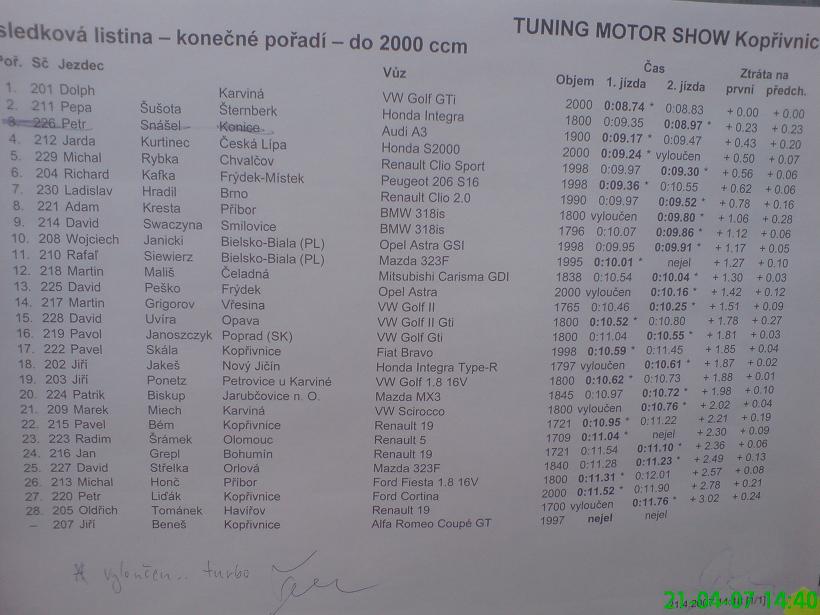 sledková listina – konečné pořadí – do 2000 ccm TUNING MOTOR SHOW Kopřivnic
Čas Ztráta na
Poř. Sč Jezdec Vůz Objem 1. jízda 2. jízda první předch.
1. 201 Dolph Karviná VW Golf GTi 2000 0:08.74 * 0:08.83 + 0.00 + 0.00
2. 211 Pepa Šušota Šternberk Honda Integra 1800 0:09.35 0:08.97 * + 0.23 + 0.23
3. 226 Petr Snášel Konice Audi A3 1900 0:09.17 * 0:09.47 + 0.43 + 0.20
4. 212 Jarda Kurtinec Česká Lípa Honda S2000 2000 0:09.24 * vyloučen + 0.50 + 0.07
5. 229 Michal Rybka Chvalčov Renault Clio Sport 1998 0:09.97 0:09.30 * + 0.56 + 0.06
6. 204 Richard Kafka Frýdek-Místek Peugeot 206 S16 1998 0:09.36 * 0:10.55 + 0.62 + 0.06
7. 230 Ladislav Hradil Brno Renault Clio 2.0 1990 0:09.97 0:09.52 * + 0.78 + 0.16
8. 221 Adam Kresta Příbor BMW 318is 1800 vyloučen 0:09.80 * + 1.06 + 0.28
9. 214 David Swaczyna Smilovice BMW 318is 1796 0:10.07 0:09.86 * + 1.12 + 0.06
10. 208 Wojciech Janicki Bielsko-Biala (PL) Opel Astra GSI 1998 0:09.95 0:09.91 * + 1.17 + 0.05
11. 210 Rafaľ Siewierz Bielsko-Biala (PL) Mazda 323F 1995 0:10.01 * nejel + 1.27 + 0.10
12. 218 Martin Mališ Čeladná Mitsubishi Carisma GDI 1838 0:10.54 0:10.04 * + 1.30 + 0.03
13. 225 David Peško Frýdek Opel Astra 2000 vyloučen 0:10.16 * + 1.42 + 0.12
14. 217 Martin Grigorov Vřesina VW Golf II 1765 0:10.46 0:10.25 * + 1.51 + 0.09
15. 228 David Uvíra Opava VW Golf II Gti 1800 0:10.52 * 0:10.80 + 1.78 + 0.27
16. 219 Pavol Janoszczyk Poprad (SK) VW Golf Gti 1800 0:11.04 0:10.55 * + 1.81 + 0.03
17. 222 Pavel Skála Kopřivnice Fiat Bravo 1998 0:10.59 * 0:11.45 + 1.85 + 0.04
18. 202 Jiří Jakeš Nový Jičín Honda Integra Type-R 1797 vyloučen 0:10.61 * + 1.87 + 0.02
19. 203 Jiří Ponetz Petrovice u Karviné VW Golf 1.8 16V 1800 0:10.62 * 0:10.73 + 1.88 + 0.01
20. 224 Patrik Biskup Jarubčovice n. O. Mazda MX3 1845 0:10.97 0:10.72 * + 1.98 + 0.10
21. 209 Marek Miech Karviná VW Scirocco 1800 vyloučen 0:10.76 * + 2.02 + 0.04
22. 215 Pavel Bém Kopřivnice Renault 19 1721 0:10.95 * 0:11.22 + 2.21 + 0.19
23. 223 Radim Šrámek Olomouc Renault 5 1709 0:11.04 * nejel + 2.30 + 0.09
24. 216 Jan Grepl Bohumín Renault 19 1721 0:11.54 0:11.10 * + 2.36 + 0.06
25. 227 David Střelka Orlová Mazda 323F 1840 0:11.28 0:11.23 * + 2.49 + 0.13
26. 213 Michal Honč Příbor Ford Fiesta 1.8 16V 1800 0:11.31 * 0:12.01 + 2.57 + 0.08
27. 220 Petr Liďák Kopřivnice Ford Cortina 2000 0:11.52 * 0:11.90 + 2.78 + 0.21
28. 205 Oldřich Tománek Havířov Renault 19 1700 vyloučen 0:11.76 * + 3.02 + 0.24
– 207 Jiří Beneš Kopřivnice Alfa Romeo Coupé GT 1997 nejel nejel
vyloučen.. turbo
21.4.2007 14:18 [1/1]
21.04.07 14:40